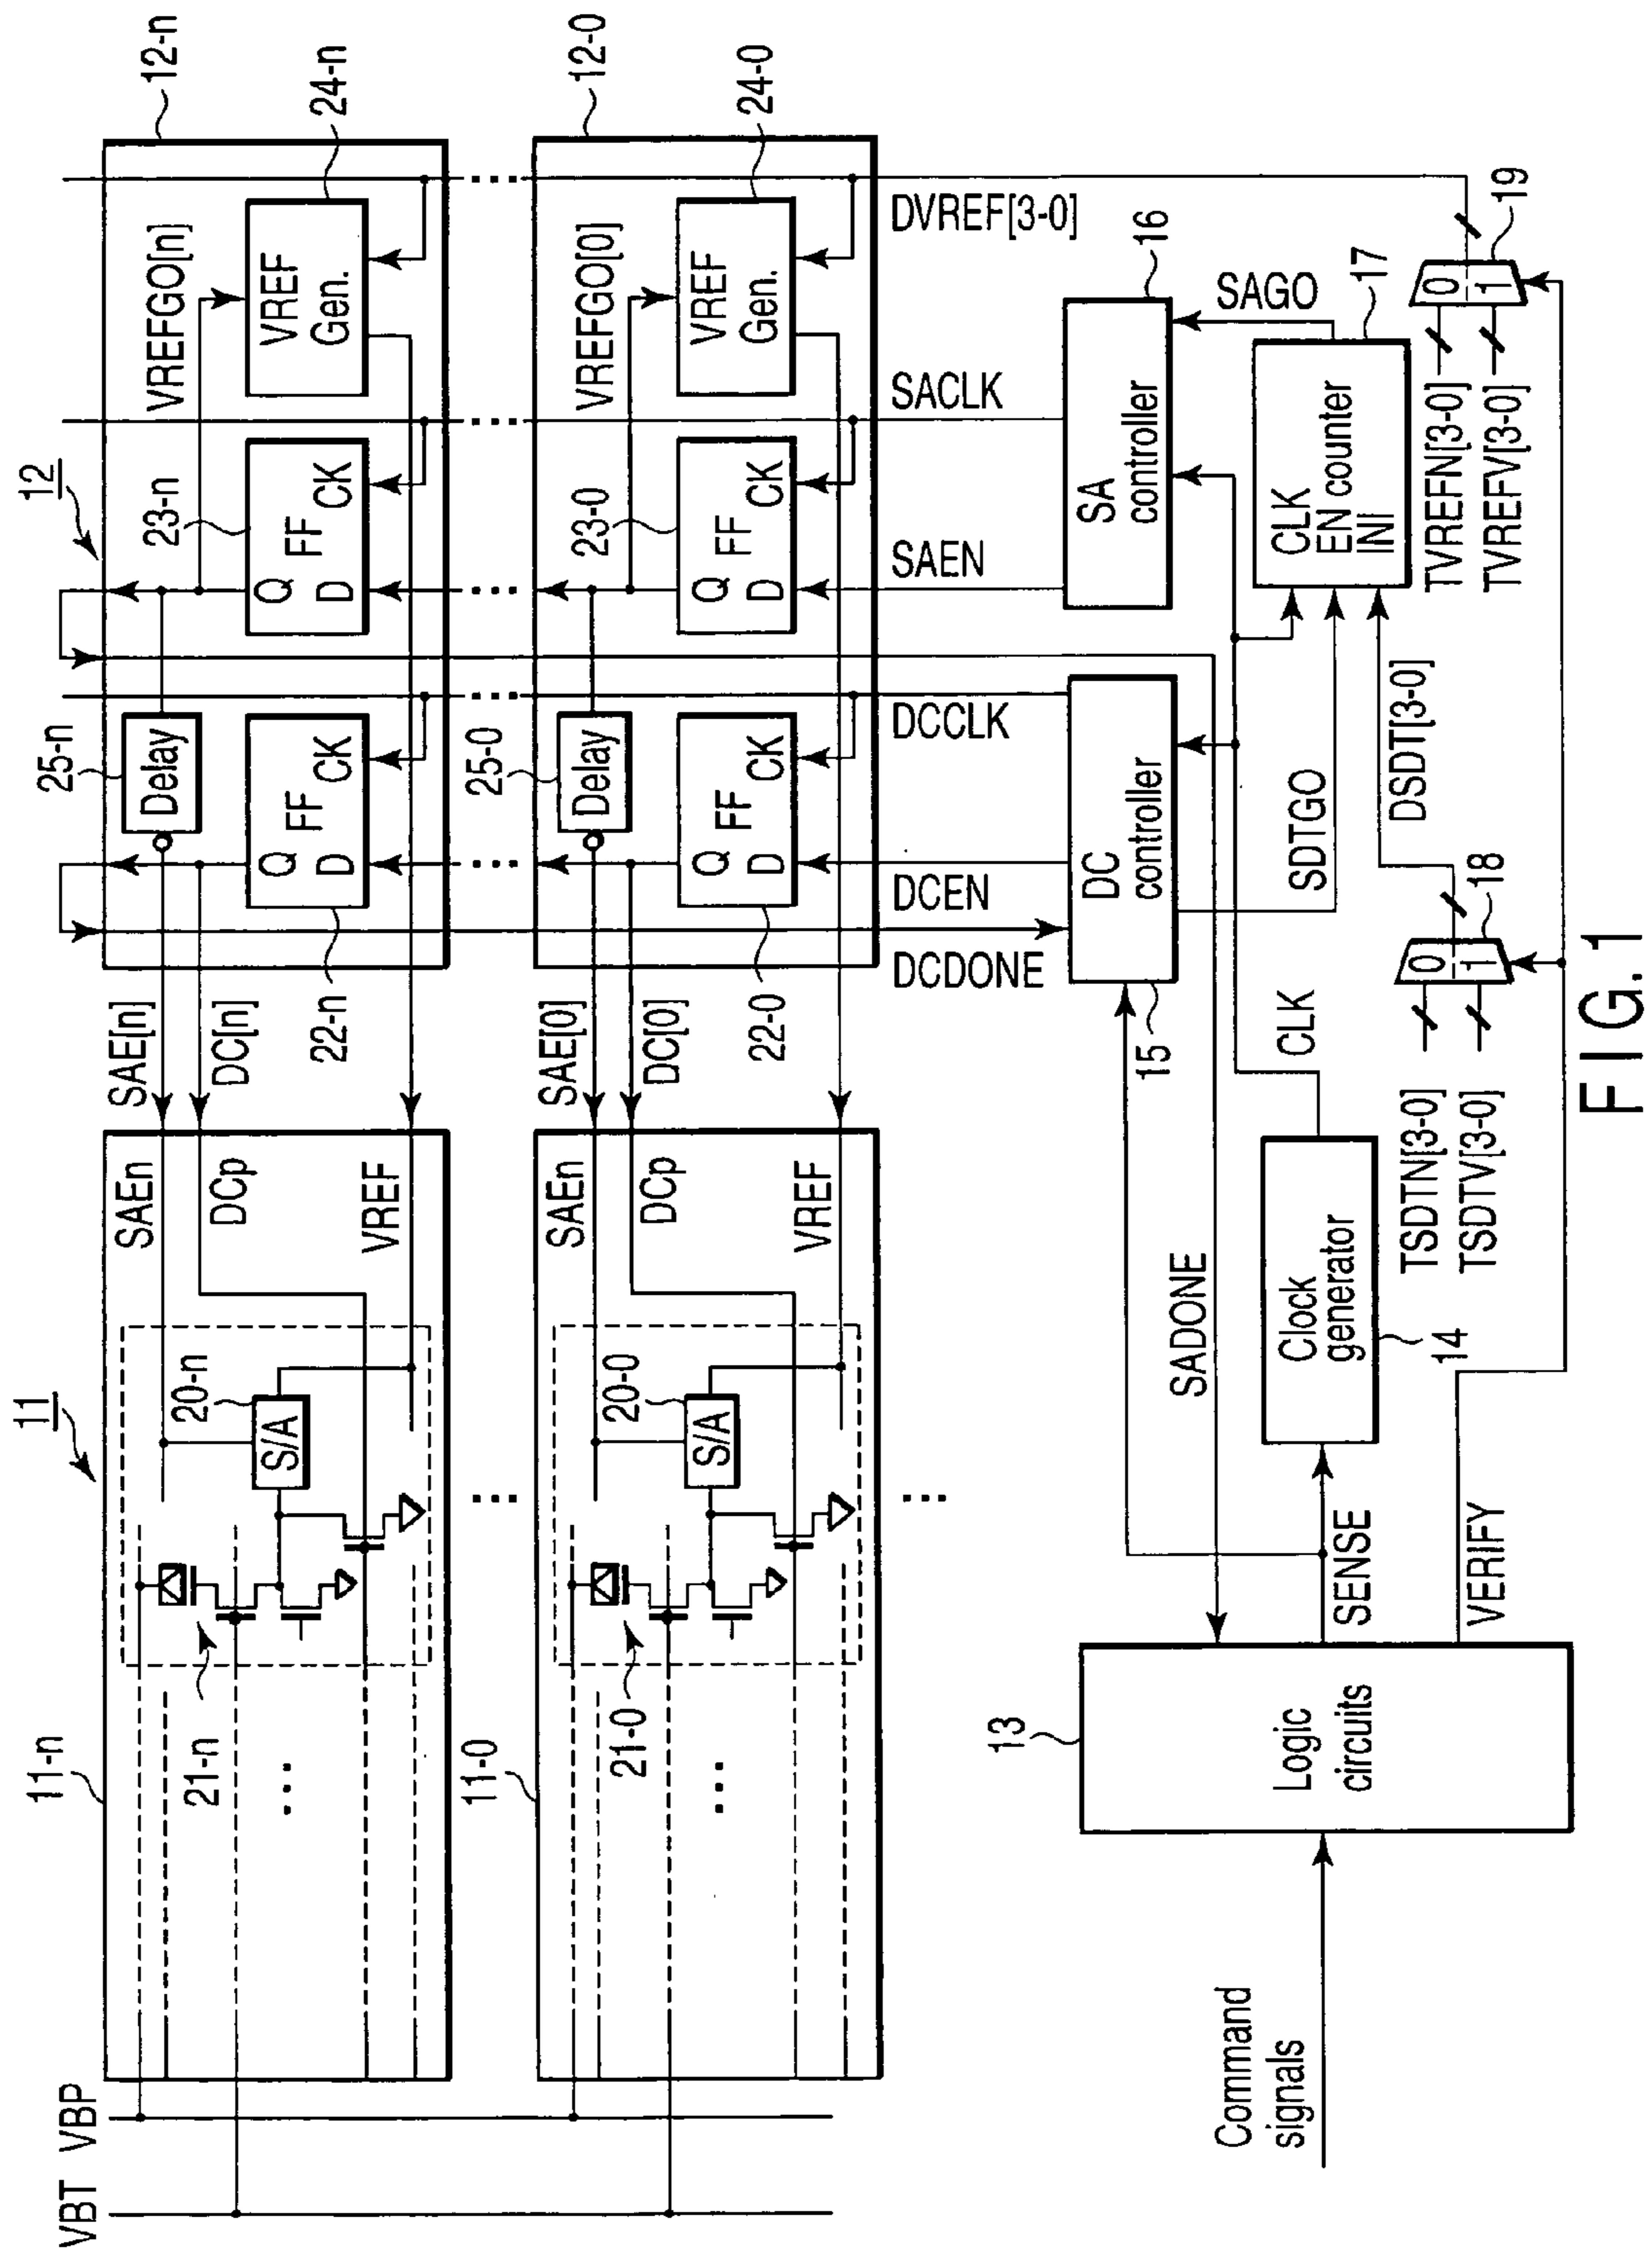 VBT
VBP
11
11-n
21-n
20-n
S/A
SAEn
DCp
VREF
SAE[n]
DC[n]
12
12-n
25-n
Delay
22-n
FF
Q
D
CK
23-n
FF
Q
D
CK
VREFGO[n]
24-n
VREF
Gen.
11-0
21-0
20-0
S/A
SAEn
DCp
VREF
SAE[0]
DC[0]
12-0
25-0
Delay
22-0
FF
Q
D
CK
23-0
FF
Q
D
CK
VREFGO[0]
24-0
VREF
Gen.
DCDONE
DCEN
DCCLK
SAEN
SACLK
DVREF[3-0]
Command
signals
13
Logic
circuits
SADONE
SENSE
VERIFY
14
Clock
generator
CLK
15
DC
controller
SDTGO
16
SA
controller
SAGO
17
CLK
EN counter
INI
DSDT[3-0]
TSDTN[3-0]
TSDTV[3-0]
18
0
1
TVREFN[3-0]
TVREFV[3-0]
19
0
1
FIG. 1